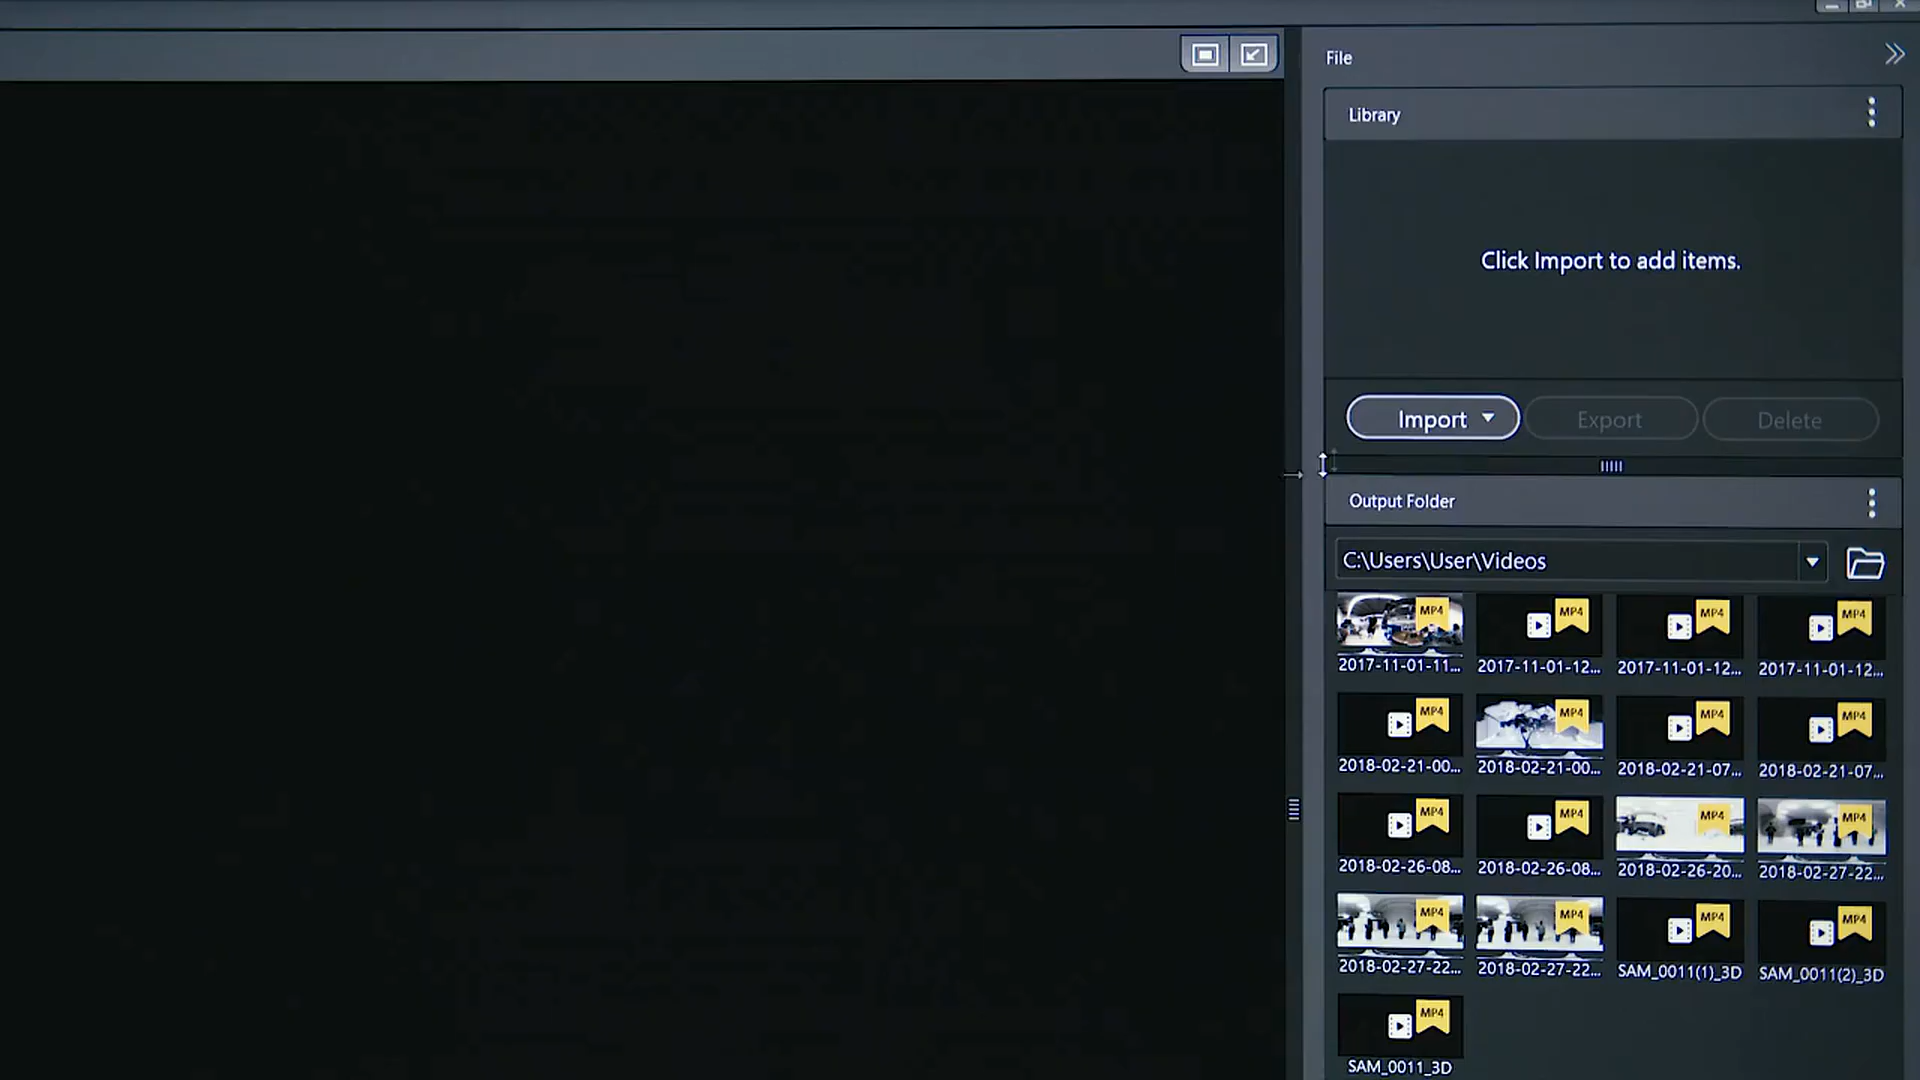 File
Library
Click Import to add items.
Import Export Delete
Output Folder
C:\Users\User\Videos
MP4 MP4 MP4 MP4
2017-11-01-11... 2017-11-01-12... 2017-11-01-12... 2017-11-01-12...
MP4 MP4 MP4 MP4
2018-02-21-00... 2018-02-21-00... 2018-02-21-07... 2018-02-21-07...
MP4 MP4 MP4 MP4
2018-02-26-08... 2018-02-26-08... 2018-02-26-20... 2018-02-27-22...
MP4 MP4 MP4 MP4
2018-02-27-22... 2018-02-27-22... SAM_0011(1)_3D SAM_0011(2)_3D
MP4
SAM_0011_3D